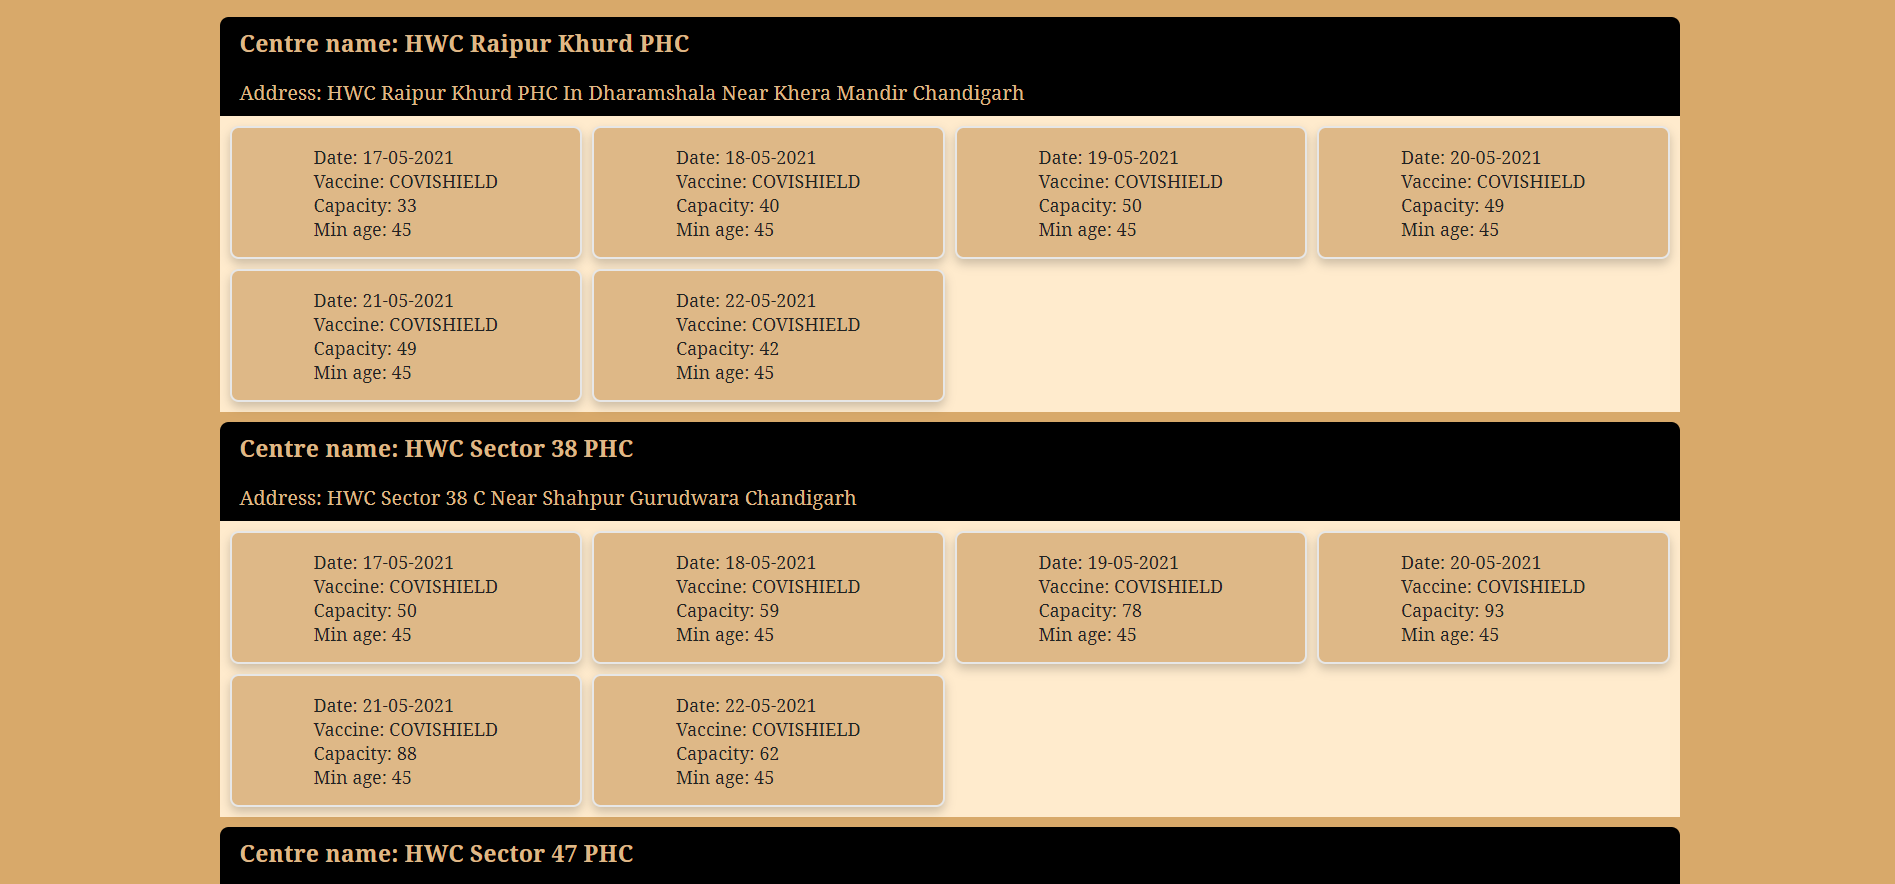 Centre name: HWC Raipur Khurd PHC
Address: HWC Raipur Khurd PHC In Dharamshala Near Khera Mandir Chandigarh
Date: 17-05-2021
Vaccine: COVISHIELD
Capacity: 33
Min age: 45
Date: 18-05-2021
Vaccine: COVISHIELD
Capacity: 40
Min age: 45
Date: 19-05-2021
Vaccine: COVISHIELD
Capacity: 50
Min age: 45
Date: 20-05-2021
Vaccine: COVISHIELD
Capacity: 49
Min age: 45
Date: 21-05-2021
Vaccine: COVISHIELD
Capacity: 49
Min age: 45
Date: 22-05-2021
Vaccine: COVISHIELD
Capacity: 42
Min age: 45
Centre name: HWC Sector 38 PHC
Address: HWC Sector 38 C Near Shahpur Gurudwara Chandigarh
Date: 17-05-2021
Vaccine: COVISHIELD
Capacity: 50
Min age: 45
Date: 18-05-2021
Vaccine: COVISHIELD
Capacity: 59
Min age: 45
Date: 19-05-2021
Vaccine: COVISHIELD
Capacity: 78
Min age: 45
Date: 20-05-2021
Vaccine: COVISHIELD
Capacity: 93
Min age: 45
Date: 21-05-2021
Vaccine: COVISHIELD
Capacity: 88
Min age: 45
Date: 22-05-2021
Vaccine: COVISHIELD
Capacity: 62
Min age: 45
Centre name: HWC Sector 47 PHC